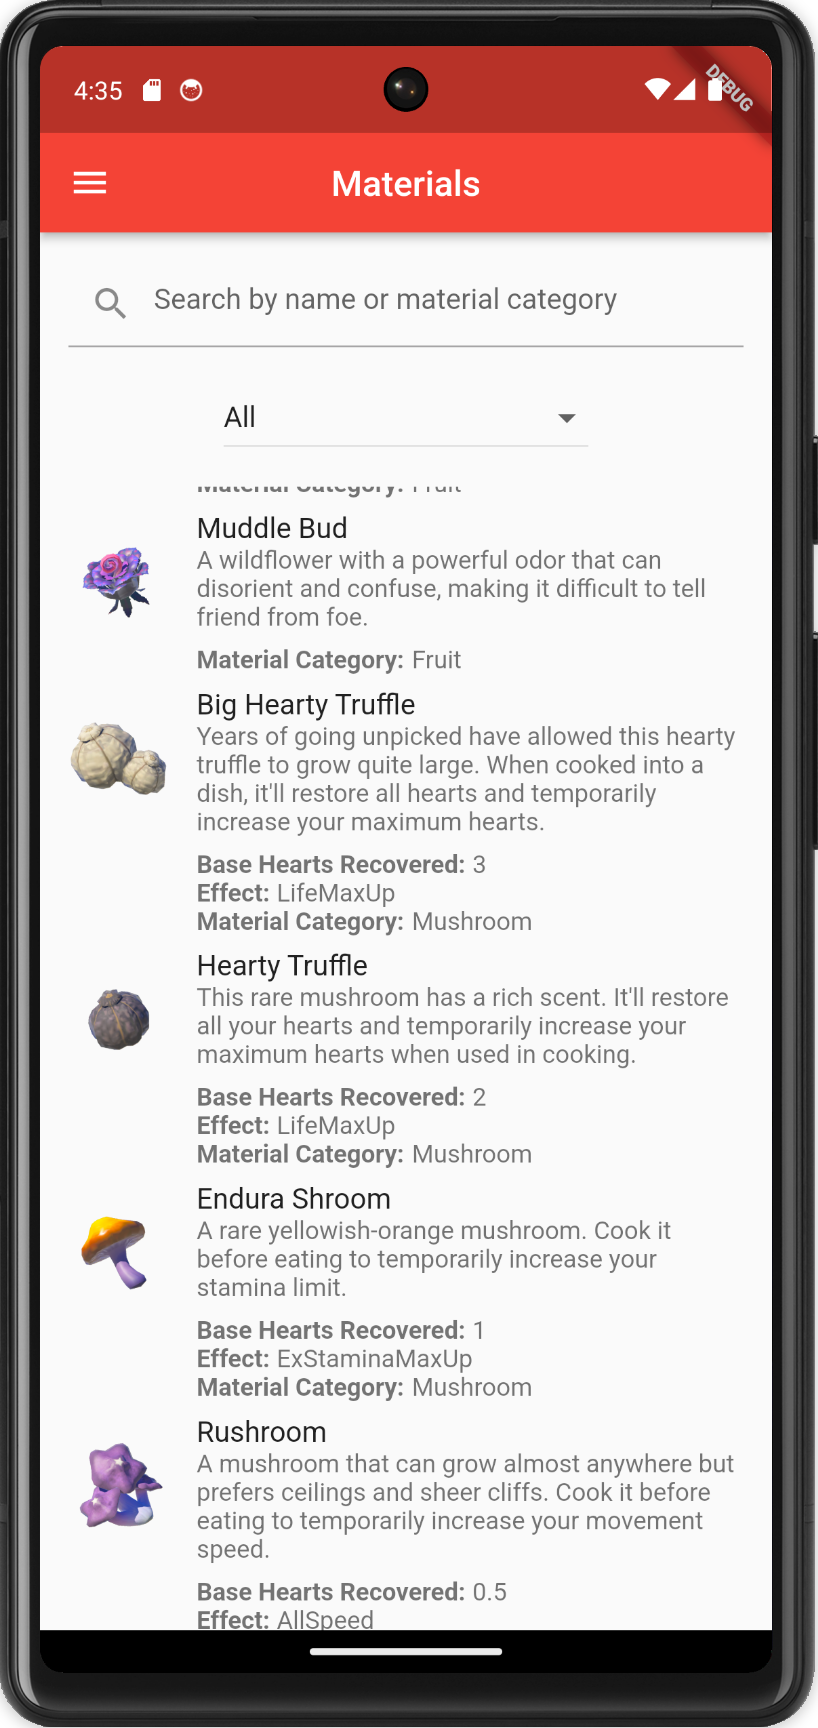 4:35
DEBUG
Materials
Search by name or material category
All
Material Category: Fruit
Muddle Bud
A wildflower with a powerful odor that can
disorient and confuse, making it difficult to tell
friend from foe.
Material Category: Fruit
Big Hearty Truffle
Years of going unpicked have allowed this hearty
truffle to grow quite large. When cooked into a
dish, it'll restore all hearts and temporarily
increase your maximum hearts.
Base Hearts Recovered: 3
Effect: LifeMaxUp
Material Category: Mushroom
Hearty Truffle
This rare mushroom has a rich scent. It'll restore
all your hearts and temporarily increase your
maximum hearts when used in cooking.
Base Hearts Recovered: 2
Effect: LifeMaxUp
Material Category: Mushroom
Endura Shroom
A rare yellowish-orange mushroom. Cook it
before eating to temporarily increase your
stamina limit.
Base Hearts Recovered: 1
Effect: ExStaminaMaxUp
Material Category: Mushroom
Rushroom
A mushroom that can grow almost anywhere but
prefers ceilings and sheer cliffs. Cook it before
eating to temporarily increase your movement
speed.
Base Hearts Recovered: 0.5
Effect: AllSpeed